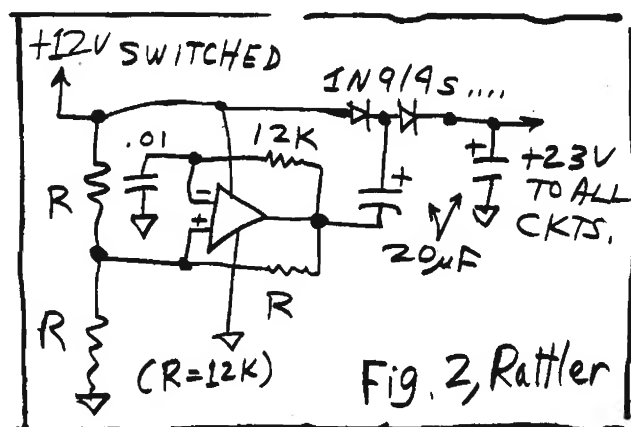 +12V SWITCHED
1N914s....
.01
12K
+
-
+
R
+
+23V
TO ALL
CKTS.
20µF
R
R
(R=12K)
Fig. 2, Rattler